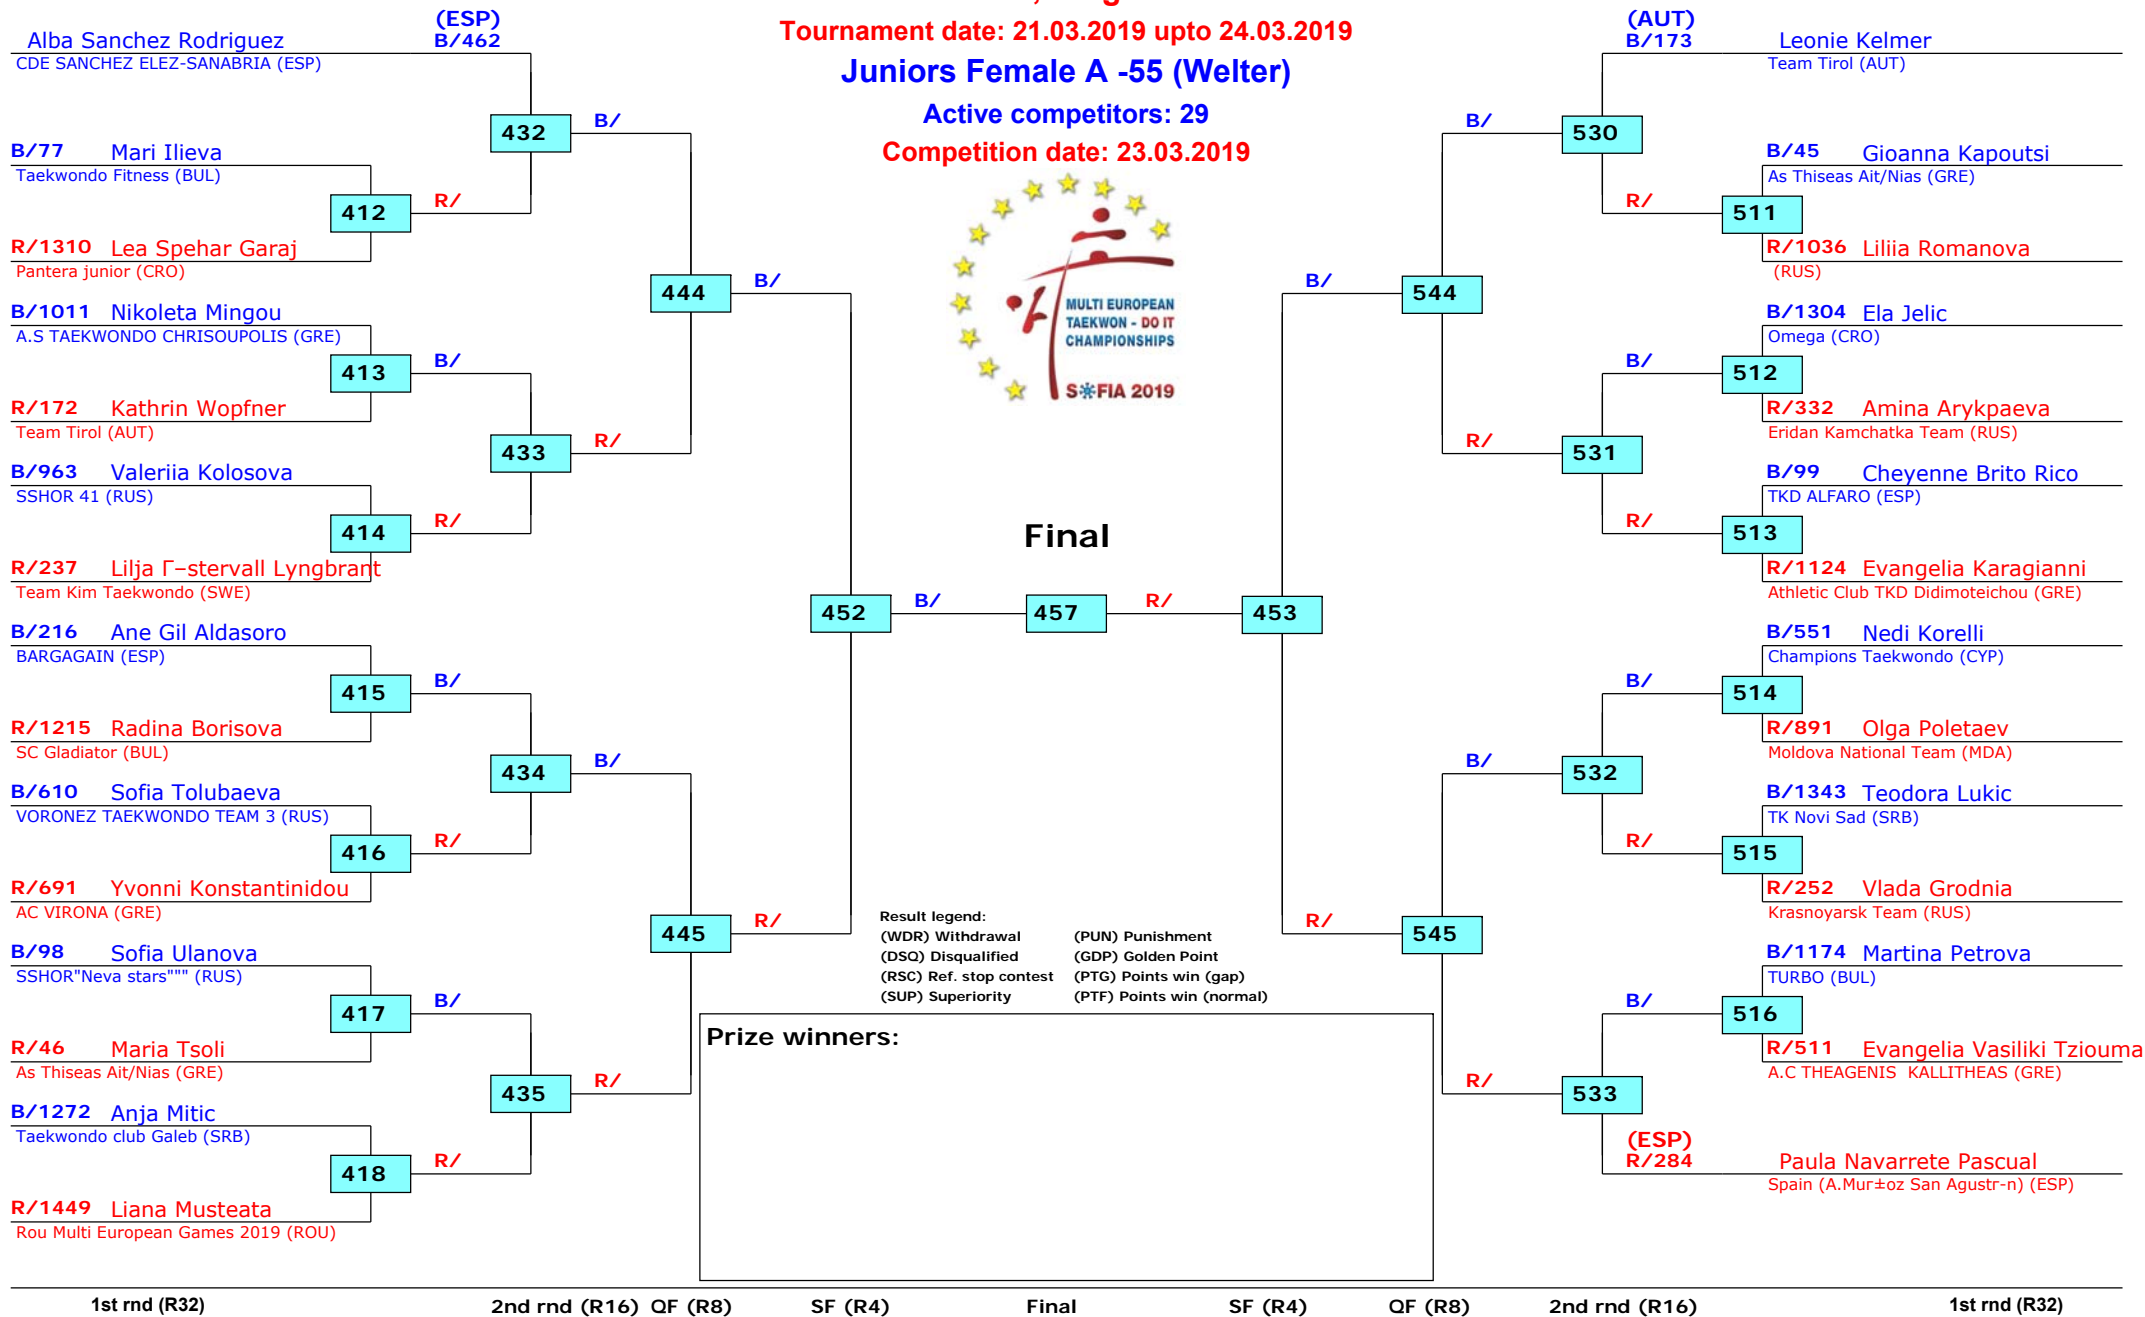 Tournament date: 21.03.2019 upto 24.03.2019
Juniors Female A -55 (Welter)
Active competitors: 29
Competition date: 23.03.2019
MULTI EUROPEAN
TAEKWON - DO IT
CHAMPIONSHIPS
SOFIA 2019
(ESP)
Alba Sanchez Rodriguez B/462
CDE SANCHEZ ELEZ-SANABRIA (ESP)
432 B/
B/77 Mari Ilieva
Taekwondo Fitness (BUL)
412 R/
R/1310 Lea Spehar Garaj
Pantera junior (CRO)
444 B/
B/1011 Nikoleta Mingou
A.S TAEKWONDO CHRISOUPOLIS (GRE)
413 B/
R/172 Kathrin Wopfner
Team Tirol (AUT)
433 R/
B/963 Valeriia Kolosova
SSHOR 41 (RUS)
414 R/
R/237 Lilja Г–stervall Lyngbrant
Team Kim Taekwondo (SWE)
452 B/
B/216 Ane Gil Aldasoro
BARGAGAIN (ESP)
415 B/
R/1215 Radina Borisova
SC Gladiator (BUL)
434 B/
B/610 Sofia Tolubaeva
VORONEZ TAEKWONDO TEAM 3 (RUS)
416 R/
R/691 Yvonni Konstantinidou
AC VIRONA (GRE)
445 R/
B/98 Sofia Ulanova
SSHOR"Neva stars""" (RUS)
417 B/
R/46 Maria Tsoli
As Thiseas Ait/Nias (GRE)
435 R/
B/1272 Anja Mitic
Taekwondo club Galeb (SRB)
418 R/
R/1449 Liana Musteata
Rou Multi European Games 2019 (ROU)
Final
457
(AUT)
B/173 Leonie Kelmer
Team Tirol (AUT)
B/ 530
B/45 Gioanna Kapoutsi
As Thiseas Ait/Nias (GRE)
R/ 511
R/1036 Liliia Romanova
(RUS)
B/ 544
B/1304 Ela Jelic
Omega (CRO)
B/ 512
R/332 Amina Arykpaeva
Eridan Kamchatka Team (RUS)
R/ 531
B/99 Cheyenne Brito Rico
TKD ALFARO (ESP)
R/ 513
R/1124 Evangelia Karagianni
Athletic Club TKD Didimoteichou (GRE)
R/ 453
B/551 Nedi Korelli
Champions Taekwondo (CYP)
B/ 514
R/891 Olga Poletaev
Moldova National Team (MDA)
B/ 532
B/1343 Teodora Lukic
TK Novi Sad (SRB)
R/ 515
R/252 Vlada Grodnia
Krasnoyarsk Team (RUS)
R/ 545
B/1174 Martina Petrova
TURBO (BUL)
B/ 516
R/511 Evangelia Vasiliki Tziouma
A.C THEAGENIS KALLITHEAS (GRE)
R/ 533
(ESP)
R/284 Paula Navarrete Pascual
Spain (A.Mur±oz San Agustr-n) (ESP)
Result legend:
(WDR) Withdrawal (PUN) Punishment
(DSQ) Disqualified (GDP) Golden Point
(RSC) Ref. stop contest (PTG) Points win (gap)
(SUP) Superiority (PTF) Points win (normal)
Prize winners:
1st rnd (R32) 2nd rnd (R16) QF (R8) SF (R4) Final SF (R4) QF (R8) 2nd rnd (R16) 1st rnd (R32)